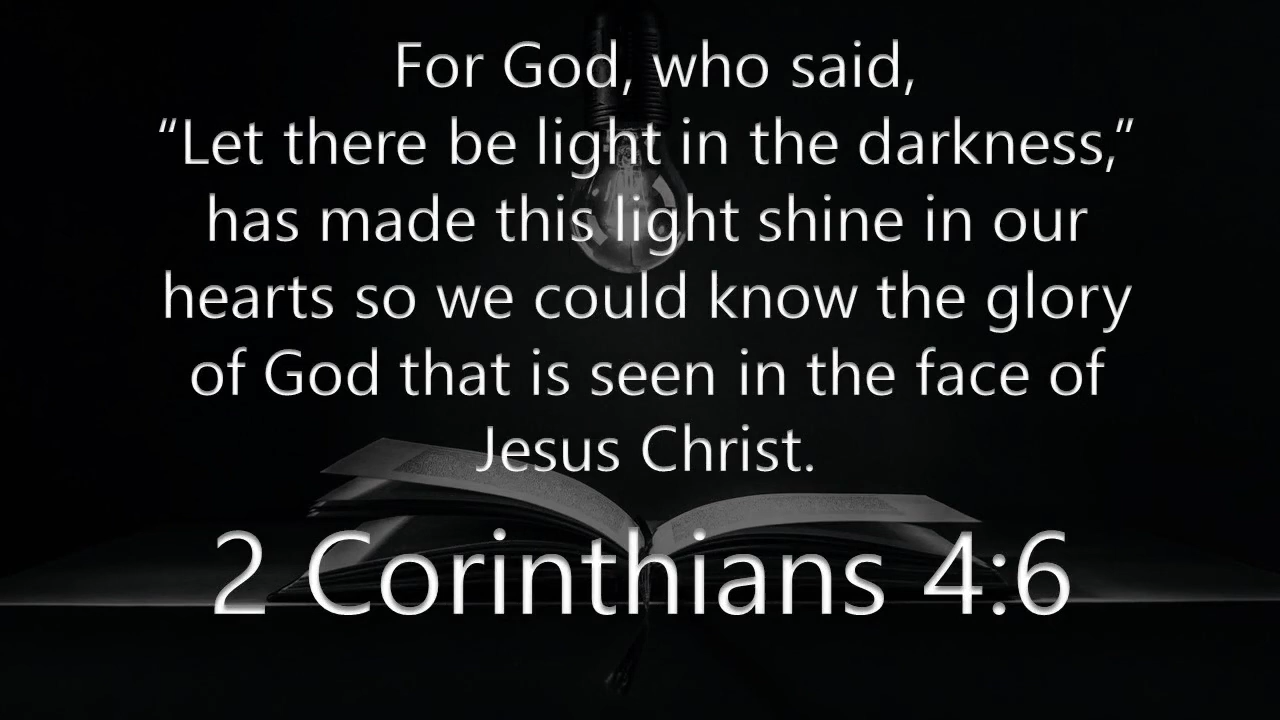 For God, who said,
“Let there be light in the darkness,”
has made this light shine in our
hearts so we could know the glory
of God that is seen in the face of
Jesus Christ.
2 Corinthians 4:6